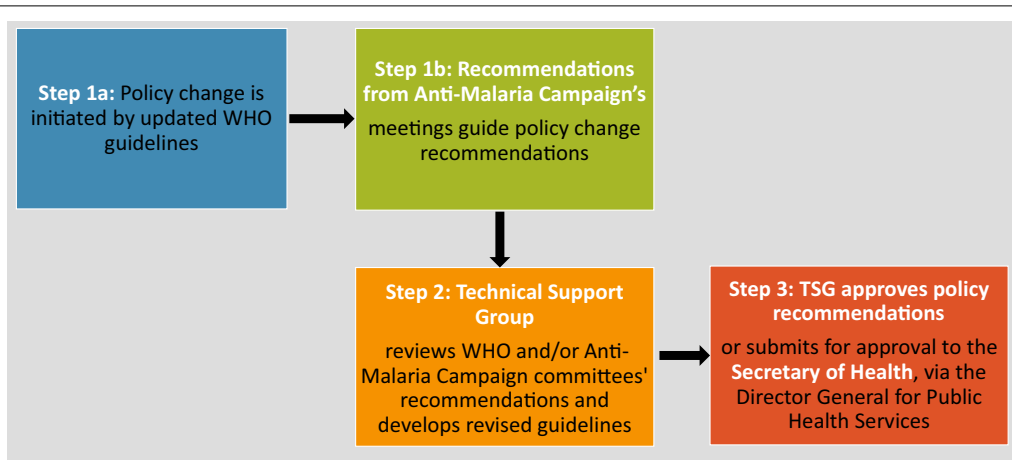 Step 1a: Policy change is
initiated by updated WHO
guidelines
Step 1b: Recommendations
from Anti-Malaria Campaign’s
meetings guide policy change
recommendations
Step 2: Technical Support
Group
reviews WHO and/or Anti-
Malaria Campaign committees'
recommendations and
develops revised guidelines
Step 3: TSG approves policy
recommendations
or submits for approval to the
Secretary of Health, via the
Director General for Public
Health Services